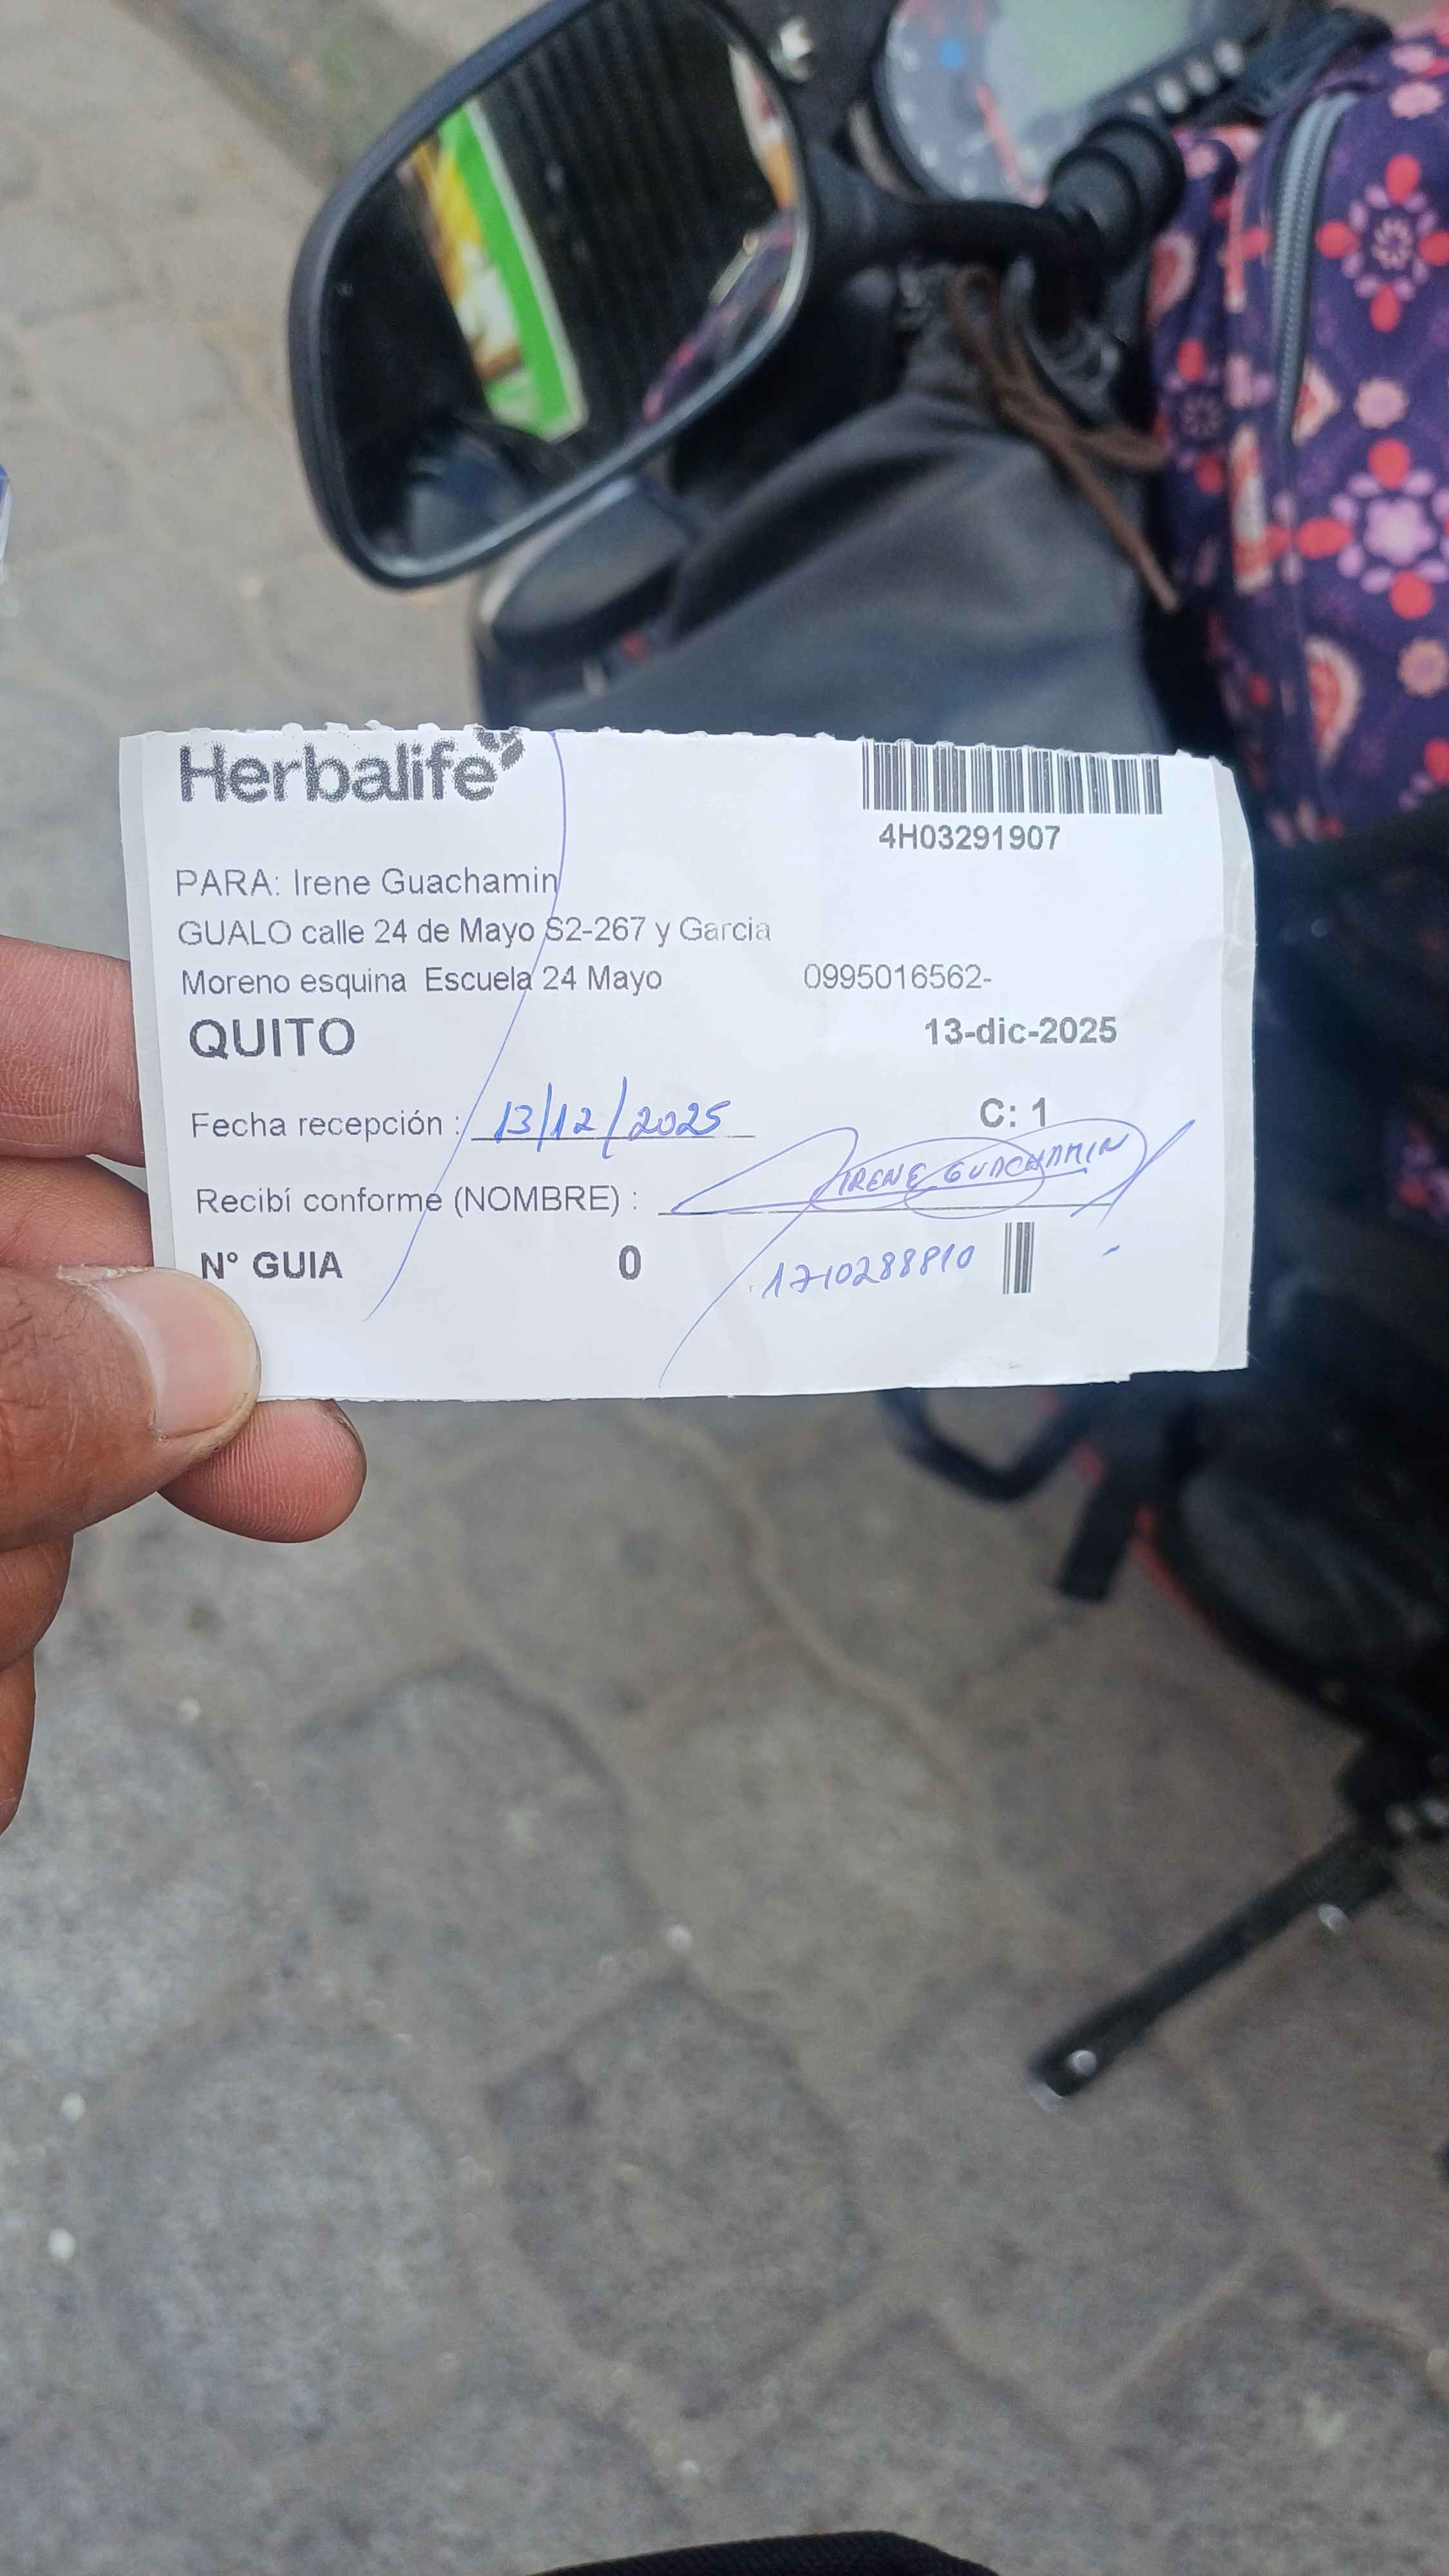 Herbalife
4H03291907
PARA: Irene Guachamin
GUALO calle 24 de Mayo S2-267 y Garcia
Moreno esquina Escuela 24 Mayo 0995016562-
QUITO 13-dic-2025
Fecha recepción : 13/12/2025 C: 1
Recibí conforme (NOMBRE) : IRENE GUACHAMIN
N° GUIA 0 1710288810